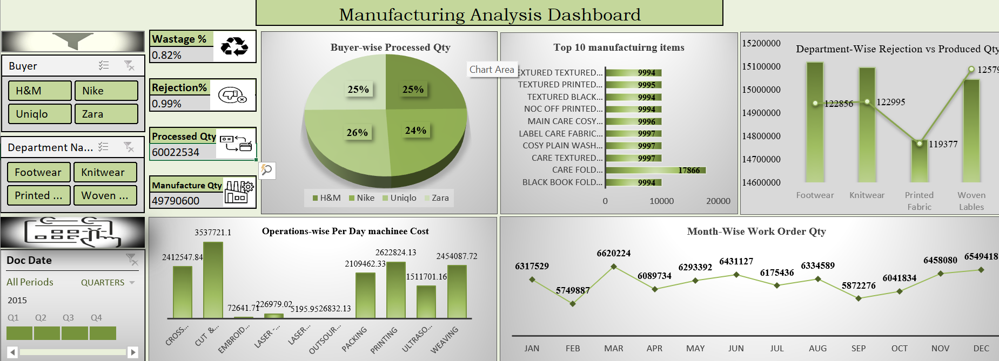 Manufacturing Analysis Dashboard
Buyer
H&M
Nike
Uniqlo
Zara
Department Na...
Footwear
Knitwear
Printed ...
Woven ...
Doc Date
All Periods
QUARTERS
2015
Q1 Q2 Q3 Q4
Wastage %
0.82%
Rejection%
0.99%
Processed Qty
60022534
Manufacture Qty
49790600
Buyer-wise Processed Qty
25%
25%
26%
24%
H&M Nike Uniqlo Zara
Chart Area
Top 10 manufactuirng items
EXTURED TEXTURED... 9994
TEXTURED PRINTED... 9995
TEXTURED BLACK... 9994
NOC OFF PRINTED... 9994
MAIN CARE COSY... 9996
LABEL CARE FABRIC... 9997
COSY PLAIN WASH... 9997
CARE TEXTURED... 9997
CARE FOLD... 17866
BLACK BOOK FOLD... 9994
0 10000 20000
Department-Wise Rejection vs Produced Qty
15200000
15100000
15000000
14900000
14800000
14700000
14600000
122856
122995
119377
12579
Footwear
Knitwear
Printed
Fabric
Woven
Lables
Operations-wise Per Day machinee Cost
2412547.84
3537721.1
72641.71
226979.02
5195.95
26832.13
2109462.33
2622824.13
1511701.16
2454087.72
CROSS...
CUT &...
EMBROID...
LASER -...
LASER...
OUTSOUR...
PACKING
PRINTING
ULTRASO...
WEAVING
Month-Wise Work Order Qty
6317529
5749887
6620224
6089734
6293392
6431127
6175436
6334589
5872276
6041834
6458080
6549418
JAN FEB MAR APR MAY JUN JUL AUG SEP OCT NOV DEC